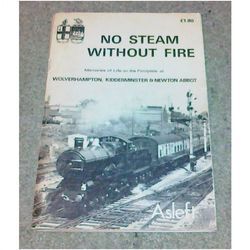 £1.80
NO STEAM
WITHOUT FIRE
Memories of Life on the Footplate at
WOLVERHAMPTON, KIDDERMINSTER & NEWTON ABBOT
Aslef